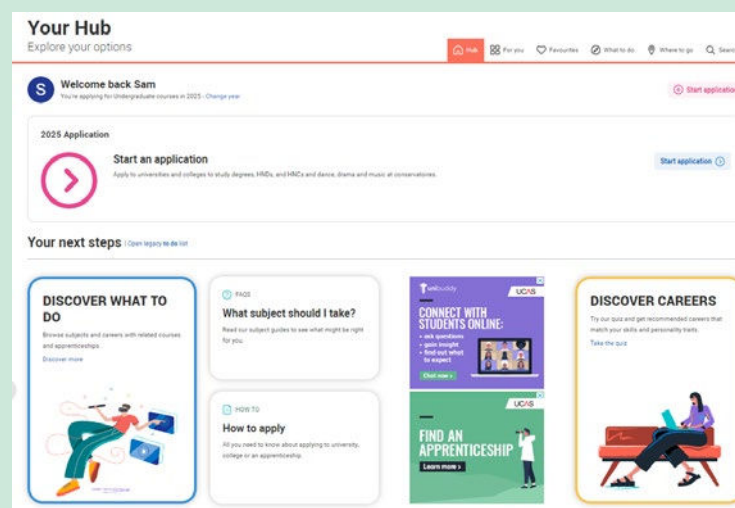 Your Hub
Explore your options
Hub
For you
Favourites
What to do
Where to go
Search
S
Welcome back Sam
You're applying for Undergraduate courses in 2025 - Change year
Start application
2025 Application
Start an application
Apply to universities and colleges to study degrees, HNDs, and HNCs and dance, drama and music at conservatoires.
Start application
Your next steps
Open legacy to do list
DISCOVER WHAT TO
DO
Browse subjects and careers with related courses
and apprenticeships.
Discover more
FAQS
What subject should I take?
Read our subject guides to see what might be right
for you.
HOW TO
How to apply
All you need to know about applying to university,
college or an apprenticeship.
unibuddy
UCAS
CONNECT WITH
STUDENTS ONLINE:
• ask questions
• gain insight
• find out what
to expect
Chat now >
UCAS
FIND AN
APPRENTICESHIP
Learn more >
DISCOVER CAREERS
Try our quiz and get recommended careers that
match your skills and personality traits.
Take the quiz